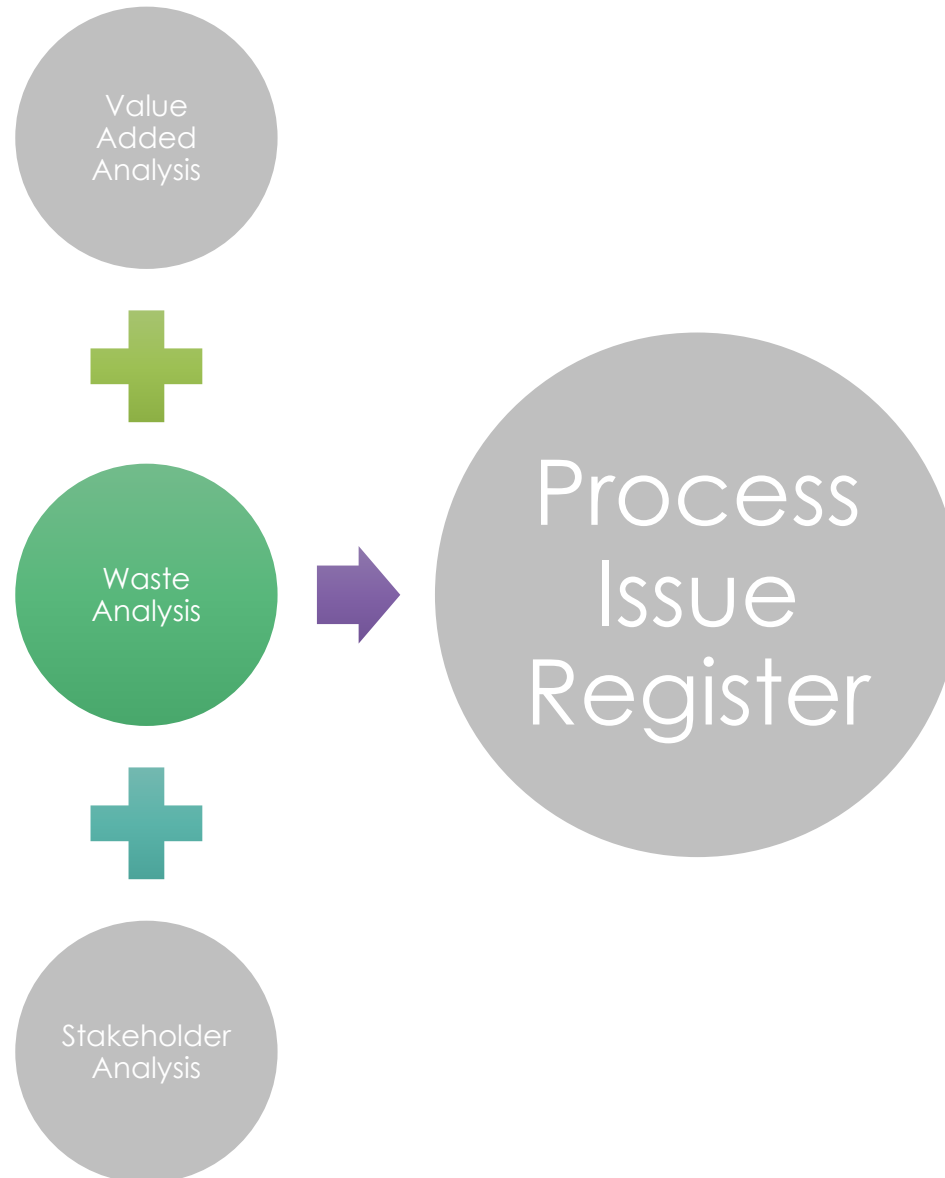 Value
Added
Analysis
Waste
Analysis
Process
Issue
Register
Stakeholder
Analysis